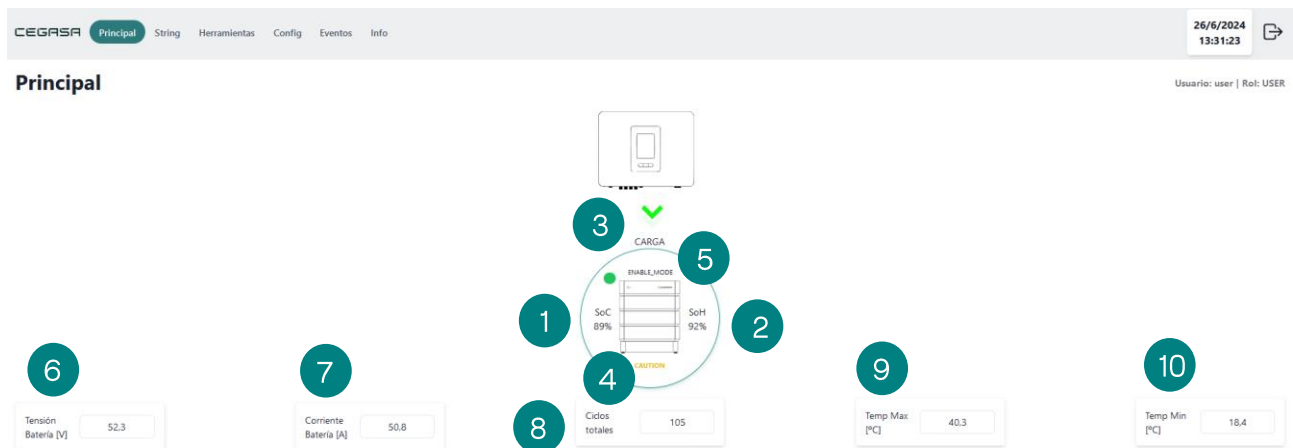 CEGASA Principal String Herramientas Config Eventos Info
26/6/2024
13:31:23
Principal
Usuario: user | Rol: USER
3
CARGA
5
ENABLE_MODE
1
SoC
89%
SoH
92%
2
CAUTION
4
6
7
8
9
10
Tensión
Batería [V]
52,3
Corriente
Batería [A]
50,8
Ciclos
totales
105
Temp Max
[ºC]
40,3
Temp Min
[ºC]
18,4